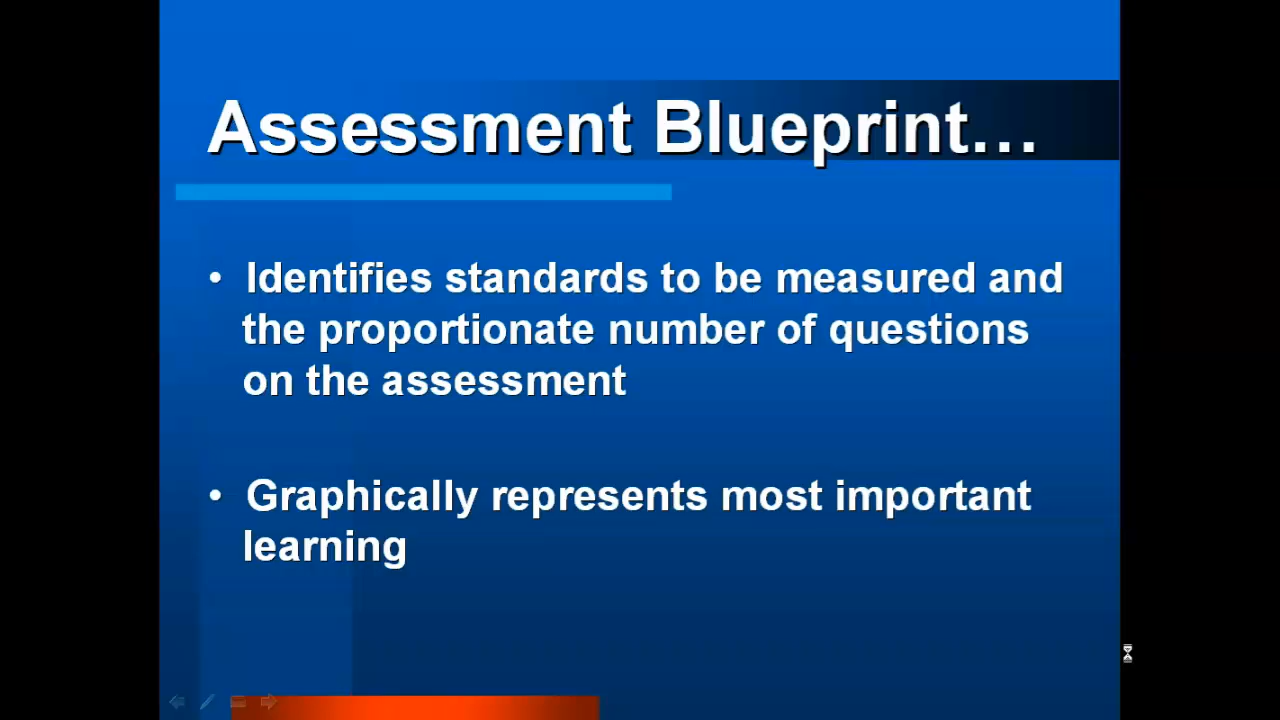 Assessment Blueprint...
• Identifies standards to be measured and
the proportionate number of questions
on the assessment
• Graphically represents most important
learning